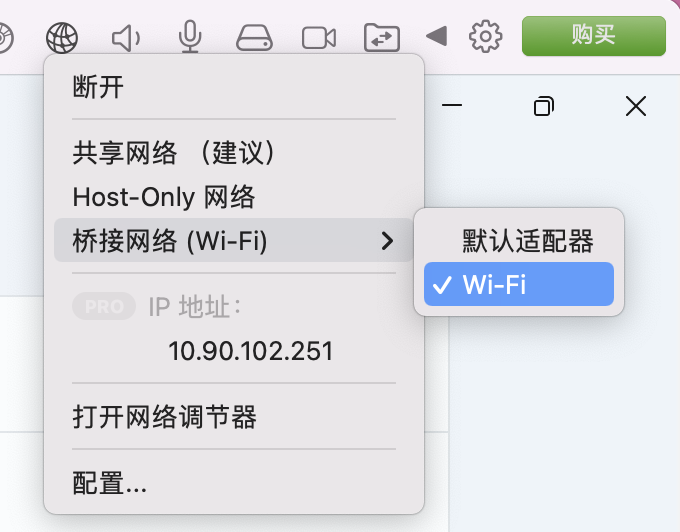 购买
断开
共享网络 （建议）
Host-Only 网络
桥接网络 (Wi-Fi)
默认适配器
Wi-Fi
PRO IP 地址：
10.90.102.251
打开网络调节器
配置...